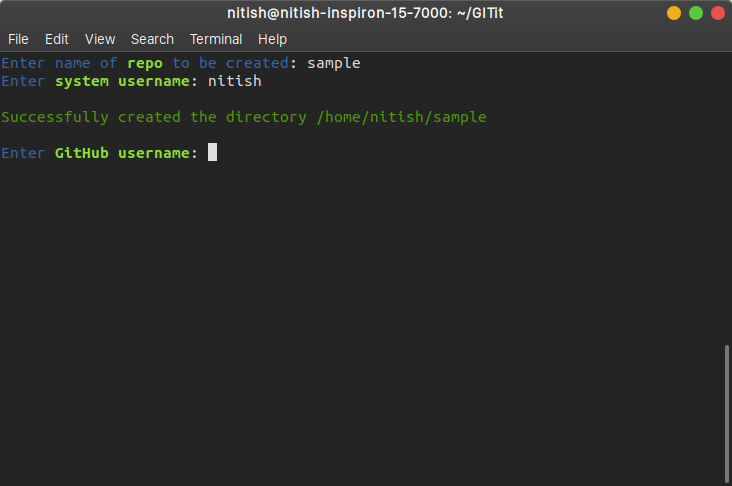 nitish@nitish-inspiron-15-7000: ~/GITit
File Edit View Search Terminal Help
Enter name of repo to be created: sample
Enter system username: nitish
Successfully created the directory /home/nitish/sample
Enter GitHub username: